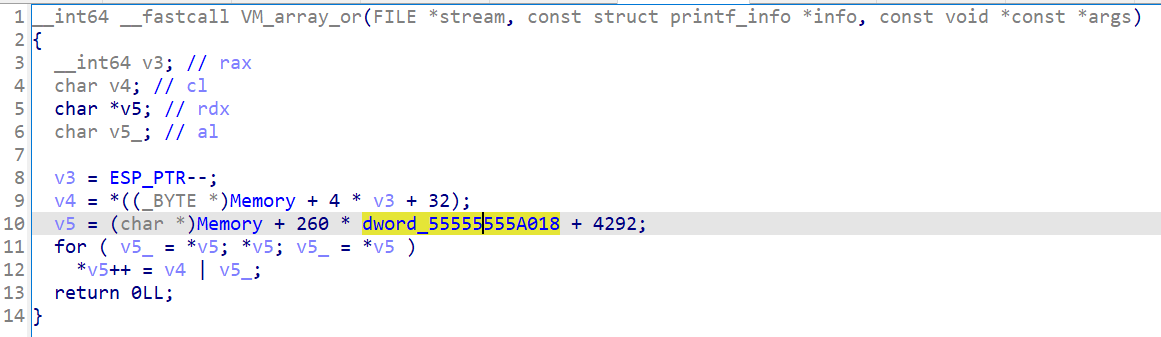 1 __int64 __fastcall VM_array_or(FILE *stream, const struct printf_info *info, const void *const *args)
2 {
3 __int64 v3; // rax
4 char v4; // cl
5 char *v5; // rdx
6 char v5_; // al
7
8 v3 = ESP_PTR--;
9 v4 = *((_BYTE *)Memory + 4 * v3 + 32);
10 v5 = (char *)Memory + 260 * dword_55555555A018 + 4292;
11 for ( v5_ = *v5; *v5; v5_ = *v5 )
12 *v5++ = v4 | v5_;
13 return 0LL;
14 }